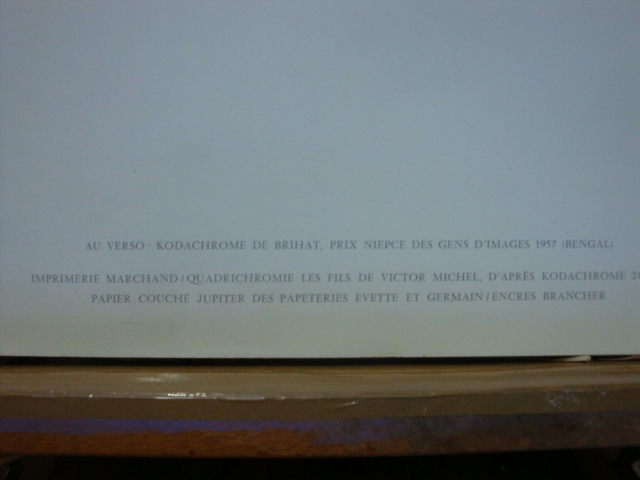 AU VERSO : KODACHROME DE BRIHAT, PRIX NIEPCE DES GENS D'IMAGES 1957 (BENGAL)
IMPRIMERIE MARCHAND / QUADRICHROMIE LES FILS DE VICTOR MICHEL, D'APRÈS KODACHROME
PAPIER COUCHÉ JUPITER DES PAPETERIES EVETTE ET GERMAIN / ENCRES BRANCHER